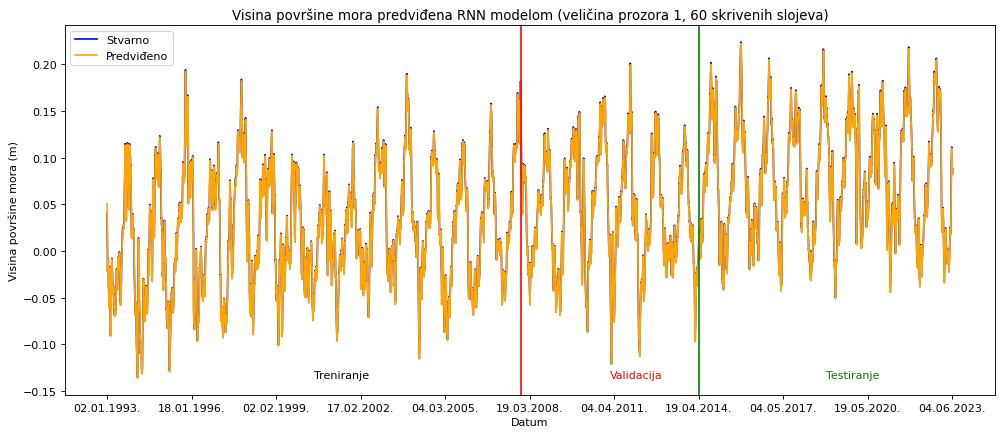 Visina površine mora predviđena RNN modelom (veličina prozora 1, 60 skrivenih slojeva)
Stvarno
Predviđeno
Visina površine mora (m)
0.20
0.15
0.10
0.05
0.00
−0.05
−0.10
−0.15
Treniranje
Validacija
Testiranje
02.01.1993. 18.01.1996. 02.02.1999. 17.02.2002. 04.03.2005. 19.03.2008. 04.04.2011. 19.04.2014. 04.05.2017. 19.05.2020. 04.06.2023.
Datum